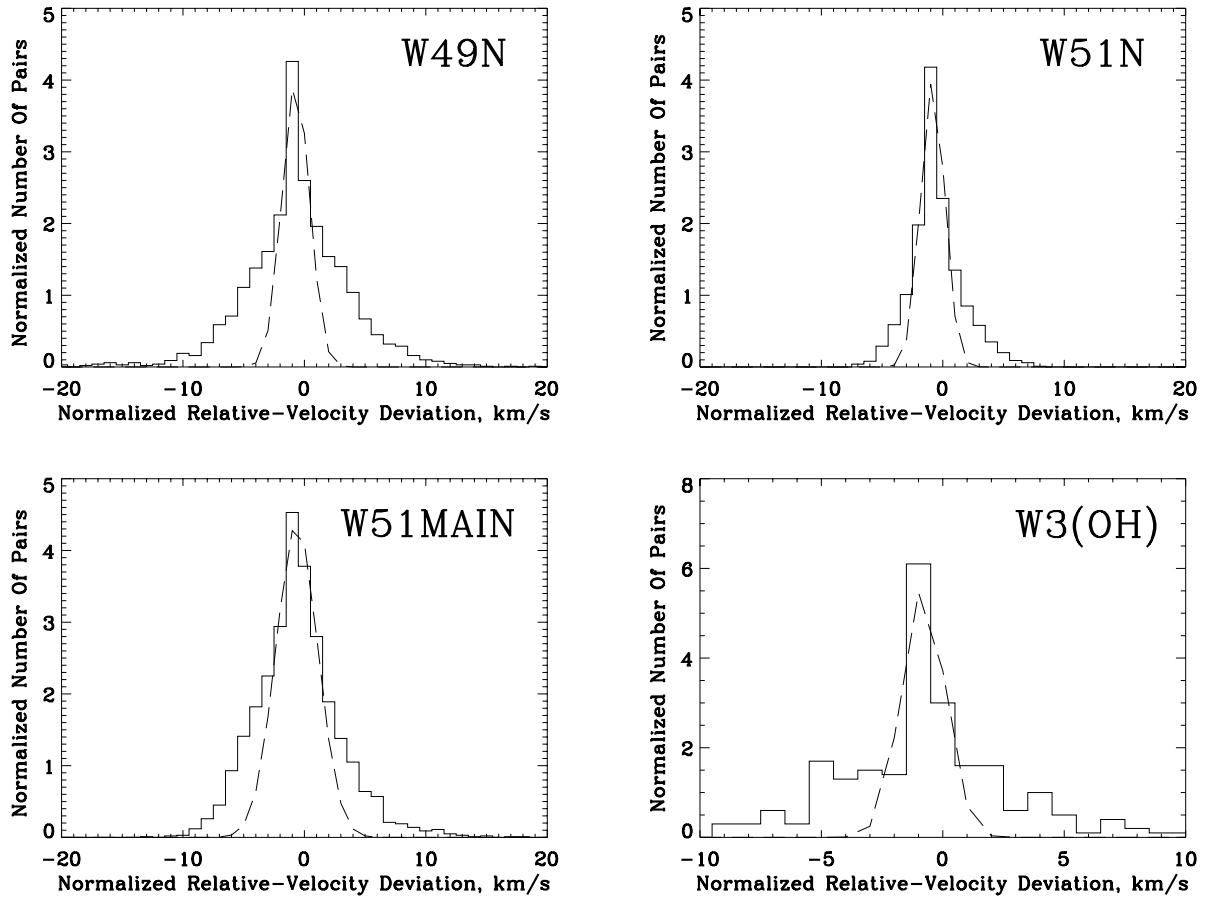 W49N
Normalized Number Of Pairs
5
4
3
2
1
0
-20 -10 0 10 20
Normalized Relative-Velocity Deviation, km/s
W51N
Normalized Number Of Pairs
5
4
3
2
1
0
-20 -10 0 10 20
Normalized Relative-Velocity Deviation, km/s
W51MAIN
Normalized Number Of Pairs
5
4
3
2
1
0
-20 -10 0 10 20
Normalized Relative-Velocity Deviation, km/s
W3(OH)
Normalized Number Of Pairs
8
6
4
2
0
-10 -5 0 5 10
Normalized Relative-Velocity Deviation, km/s